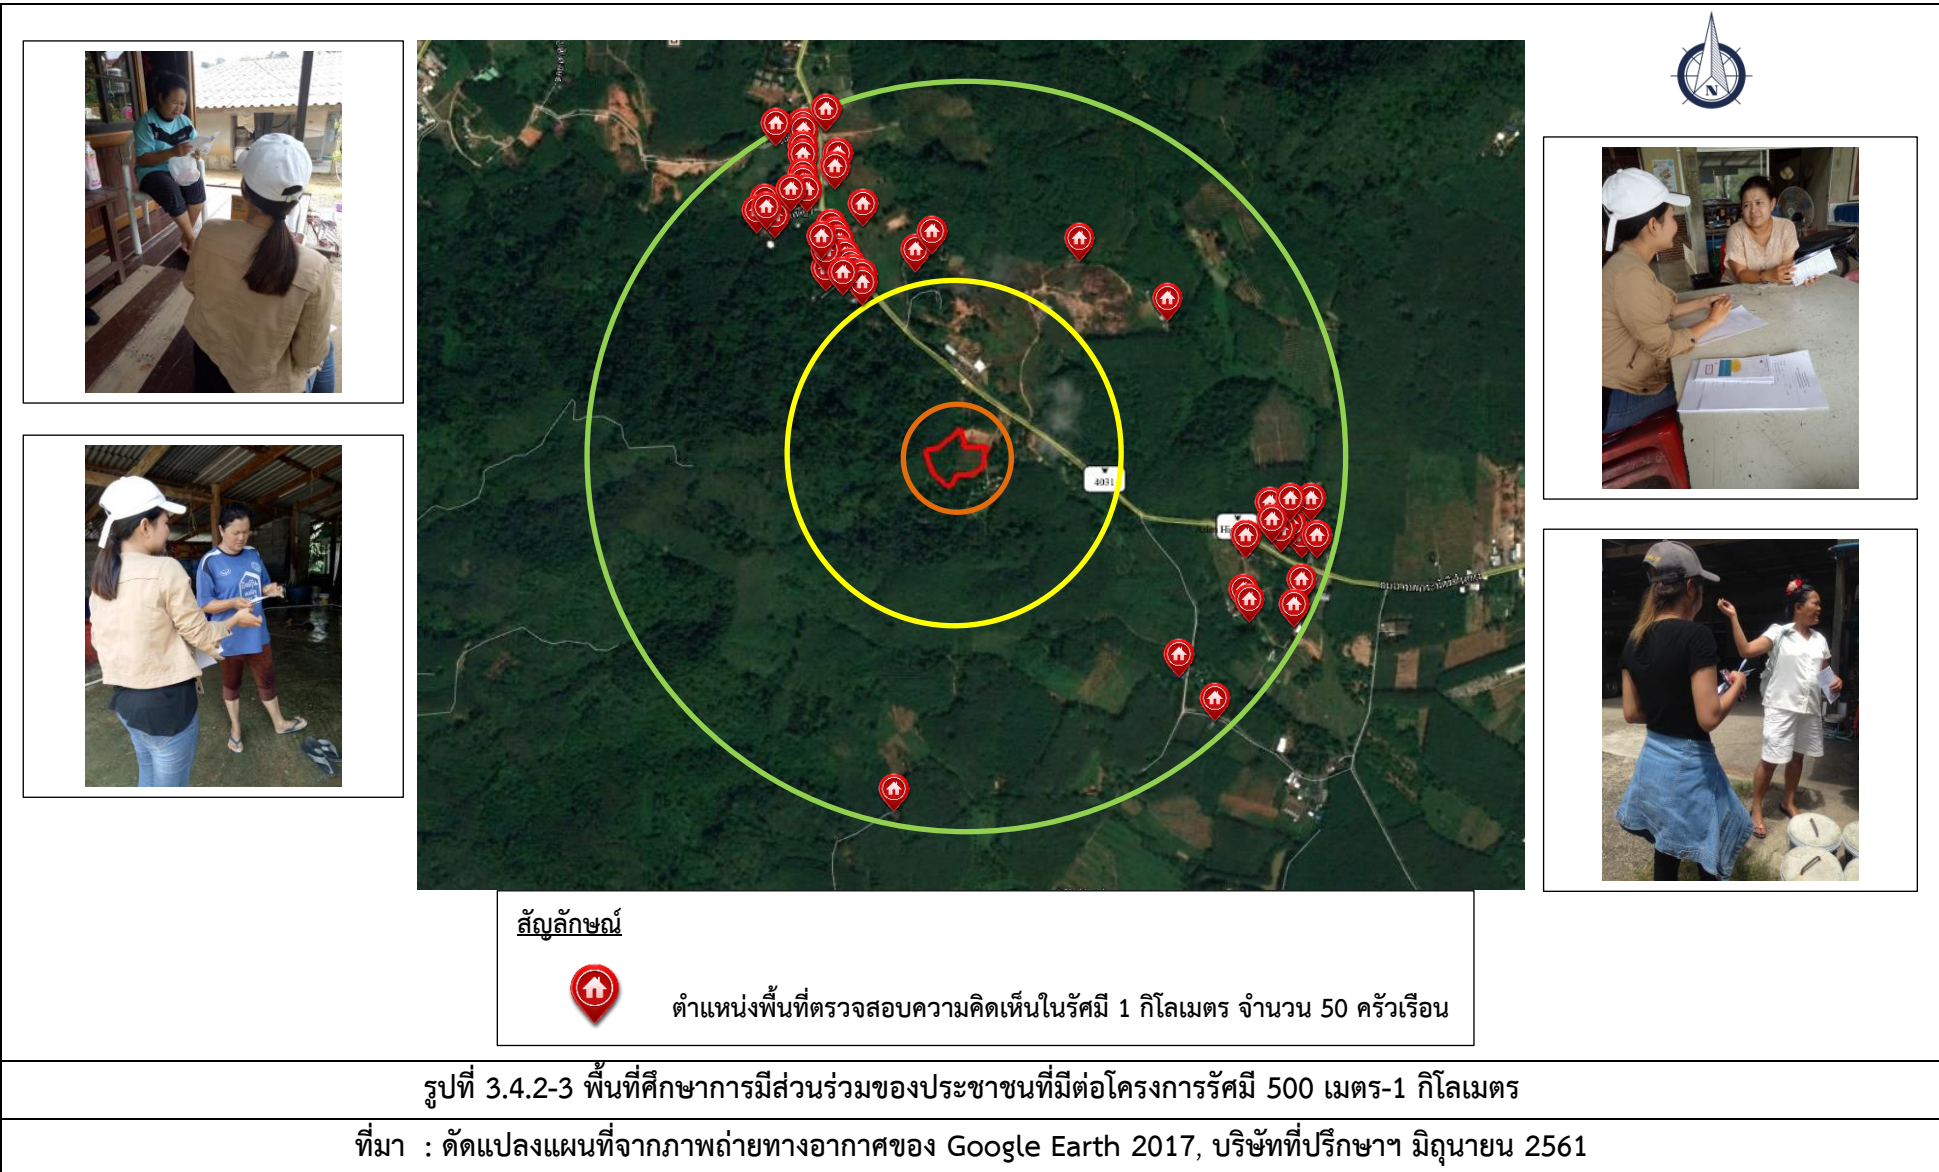 N
4031
สัญลักษณ์
ตำแหน่งพื้นที่ตรวจสอบความคิดเห็นในรัศมี 1 กิโลเมตร จำนวน 50 ครัวเรือน
รูปที่ 3.4.2-3 พื้นที่ศึกษาการมีส่วนร่วมของประชาชนที่มีต่อโครงการรัศมี 500 เมตร-1 กิโลเมตร
ที่มา : ดัดแปลงแผนที่จากภาพถ่ายทางอากาศของ Google Earth 2017, บริษัทที่ปรึกษาฯ มิถุนายน 2561